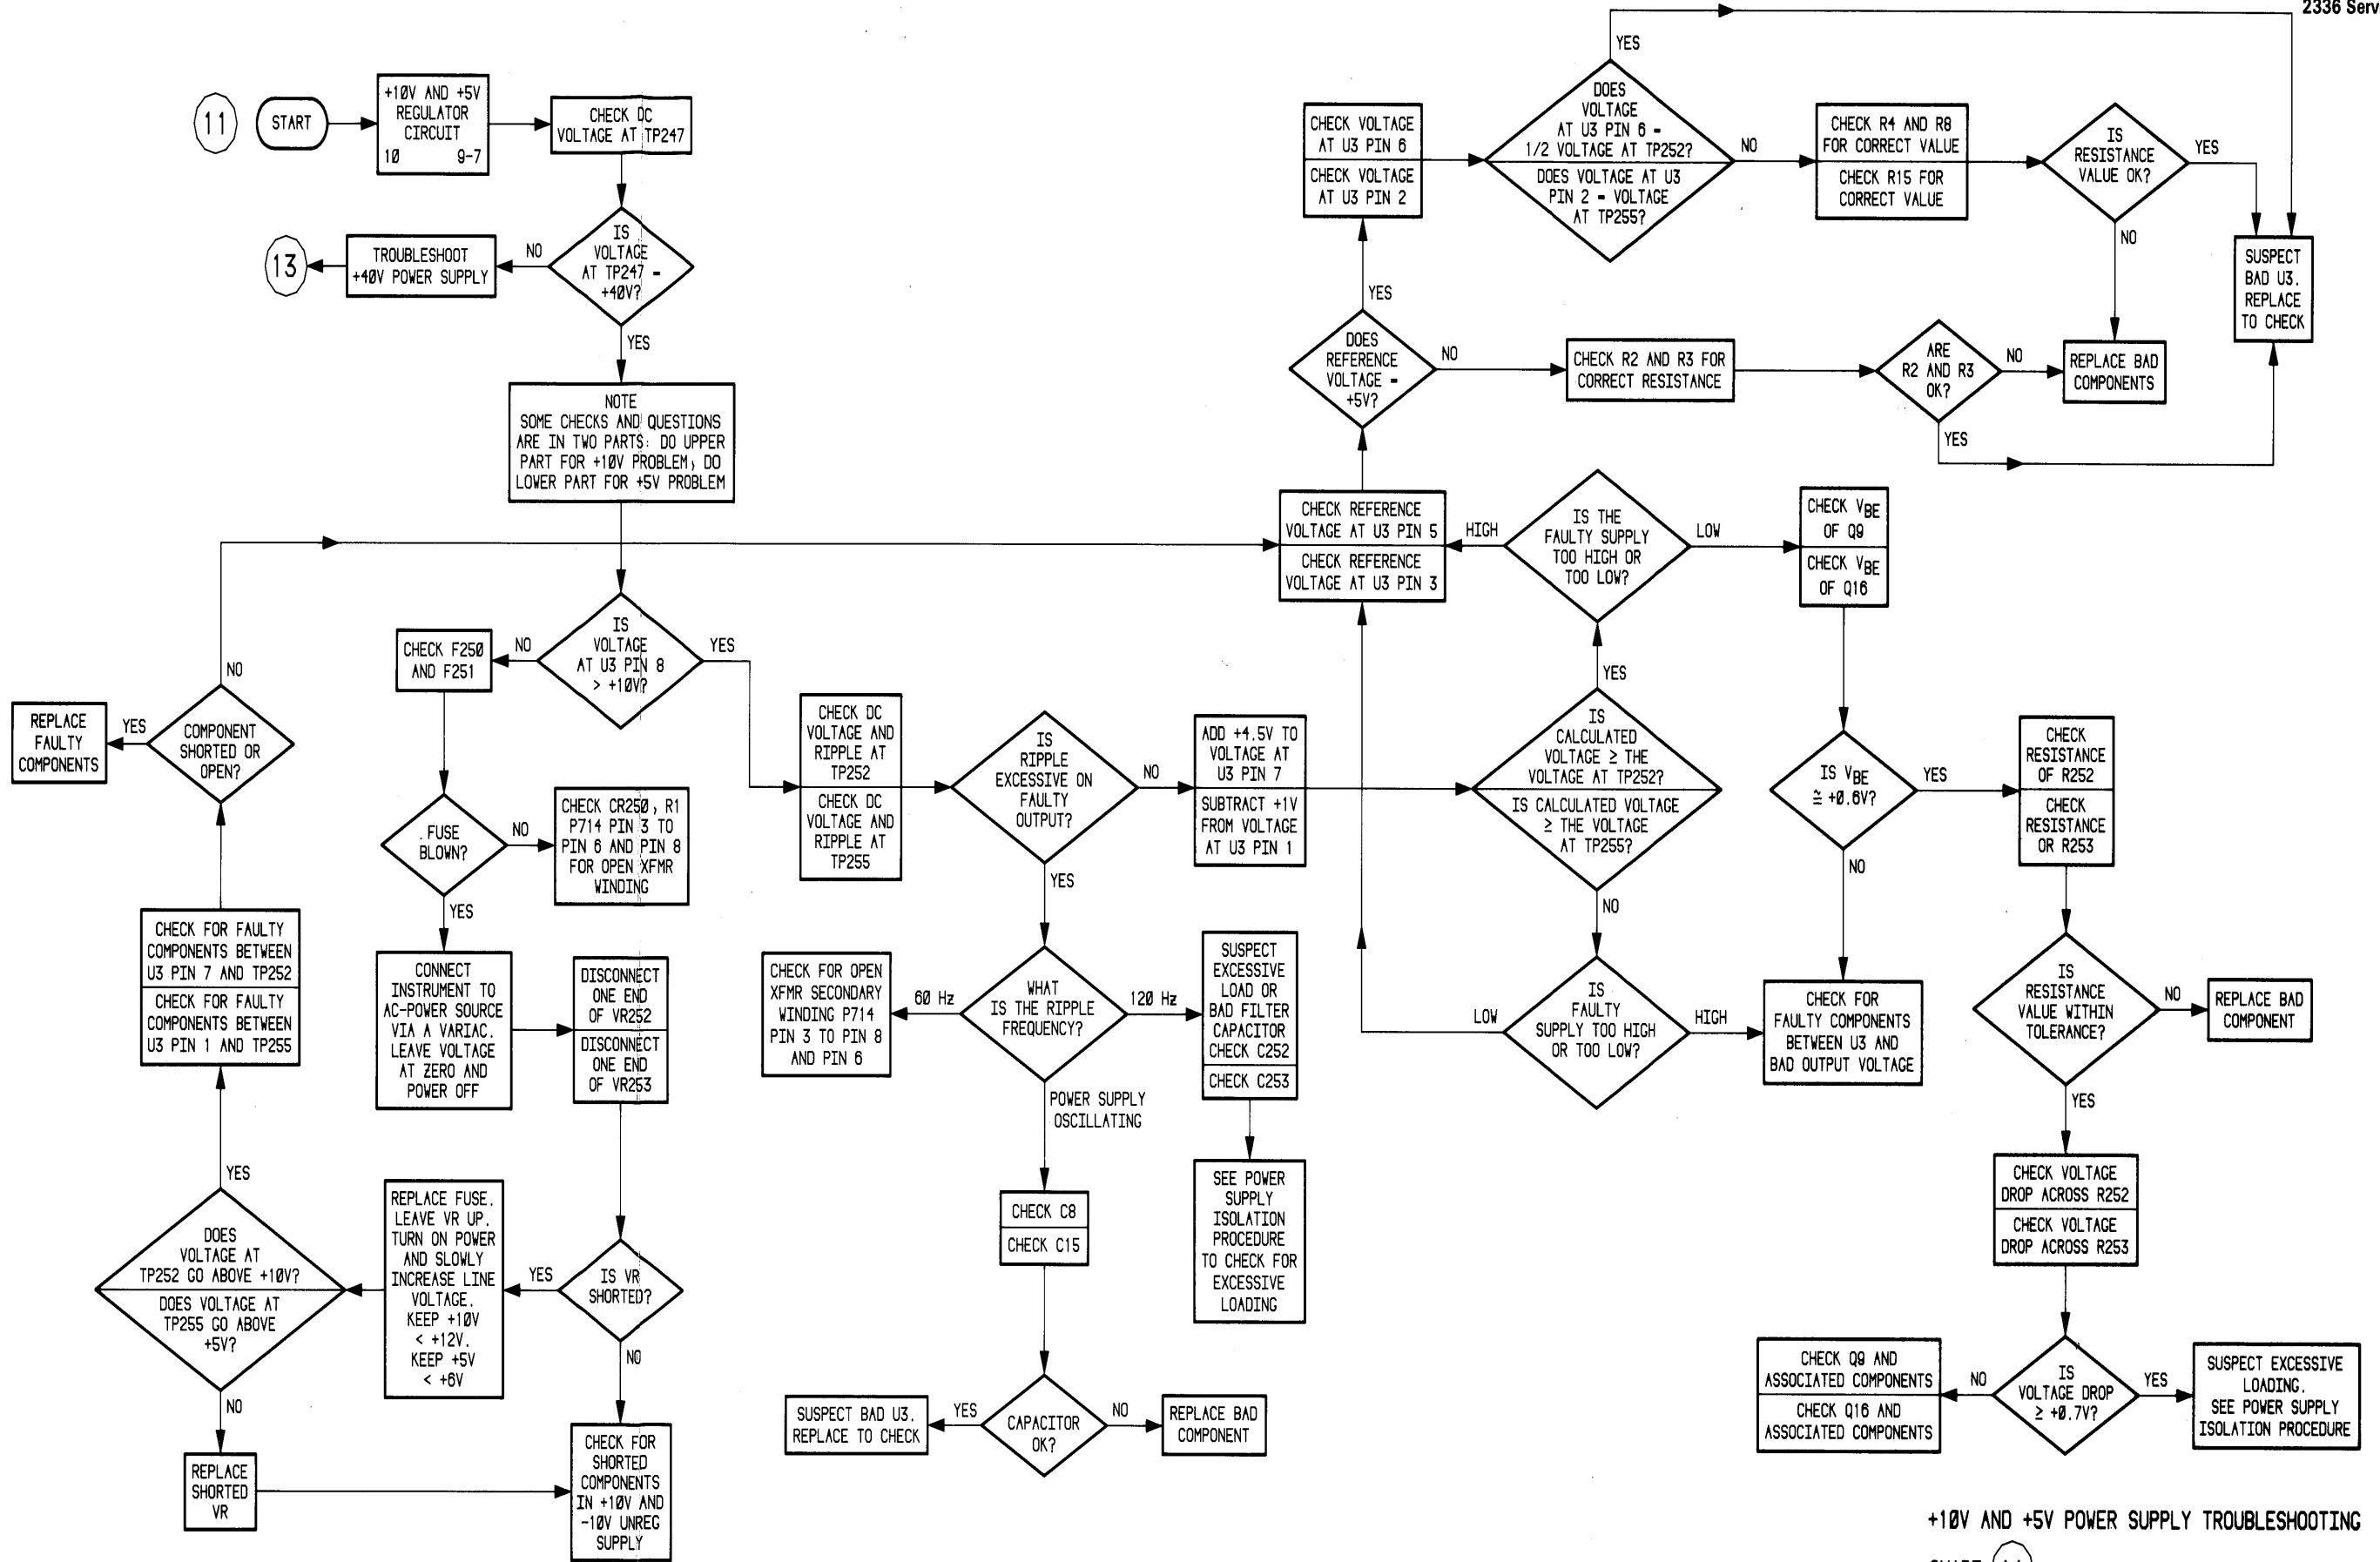 2336 Serv
11
START
+10V AND +5V
REGULATOR
CIRCUIT
10 9-7
CHECK DC
VOLTAGE AT TP247
IS
VOLTAGE
AT TP247 =
+40V?
NO
TROUBLESHOOT
+40V POWER SUPPLY
13
YES
NOTE
SOME CHECKS AND QUESTIONS
ARE IN TWO PARTS: DO UPPER
PART FOR +10V PROBLEM; DO
LOWER PART FOR +5V PROBLEM
IS
VOLTAGE
AT U3 PIN 8
> +10V?
NO
YES
CHECK F250
AND F251
FUSE
BLOWN?
NO
CHECK CR250, R1
P714 PIN 3 TO
PIN 6 AND PIN 8
FOR OPEN XFMR
WINDING
YES
CONNECT
INSTRUMENT TO
AC-POWER SOURCE
VIA A VARIAC.
LEAVE VOLTAGE
AT ZERO AND
POWER OFF
DISCONNECT
ONE END
OF VR252
DISCONNECT
ONE END
OF VR253
IS VR
SHORTED?
YES
NO
REPLACE FUSE.
LEAVE VR UP.
TURN ON POWER
AND SLOWLY
INCREASE LINE
VOLTAGE.
KEEP +10V
< +12V.
KEEP +5V
< +6V
DOES
VOLTAGE AT
TP252 GO ABOVE +10V?
DOES VOLTAGE AT
TP255 GO ABOVE
+5V?
YES
NO
REPLACE
SHORTED
VR
CHECK FOR
SHORTED
COMPONENTS
IN +10V AND
-10V UNREG
SUPPLY
CHECK FOR FAULTY
COMPONENTS BETWEEN
U3 PIN 7 AND TP252
CHECK FOR FAULTY
COMPONENTS BETWEEN
U3 PIN 1 AND TP255
COMPONENT
SHORTED OR
OPEN?
YES
NO
REPLACE
FAULTY
COMPONENTS
CHECK DC
VOLTAGE AND
RIPPLE AT
TP252
CHECK DC
VOLTAGE AND
RIPPLE AT
TP255
IS
RIPPLE
EXCESSIVE ON
FAULTY
OUTPUT?
NO
YES
WHAT
IS THE RIPPLE
FREQUENCY?
60 Hz
120 Hz
CHECK FOR OPEN
XFMR SECONDARY
WINDING P714
PIN 3 TO PIN 8
AND PIN 6
SUSPECT
EXCESSIVE
LOAD OR
BAD FILTER
CAPACITOR
CHECK C252
CHECK C253
SEE POWER
SUPPLY
ISOLATION
PROCEDURE
TO CHECK FOR
EXCESSIVE
LOADING
POWER SUPPLY
OSCILLATING
CHECK C8
CHECK C15
CAPACITOR
OK?
YES
NO
SUSPECT BAD U3.
REPLACE TO CHECK
REPLACE BAD
COMPONENT
ADD +4.5V TO
VOLTAGE AT
U3 PIN 7
SUBTRACT +1V
FROM VOLTAGE
AT U3 PIN 1
IS
CALCULATED
VOLTAGE ≥ THE
VOLTAGE AT TP252?
IS CALCULATED VOLTAGE
≥ THE VOLTAGE
AT TP255?
YES
NO
IS
FAULTY
SUPPLY TOO HIGH
OR TOO LOW?
LOW
HIGH
CHECK FOR
FAULTY COMPONENTS
BETWEEN U3 AND
BAD OUTPUT VOLTAGE
IS THE
FAULTY SUPPLY
TOO HIGH OR
TOO LOW?
HIGH
LOW
CHECK REFERENCE
VOLTAGE AT U3 PIN 5
CHECK REFERENCE
VOLTAGE AT U3 PIN 3
DOES
REFERENCE
VOLTAGE =
+5V?
YES
NO
CHECK VOLTAGE
AT U3 PIN 6
CHECK VOLTAGE
AT U3 PIN 2
DOES
VOLTAGE
AT U3 PIN 6 =
1/2 VOLTAGE AT TP252?
DOES VOLTAGE AT U3
PIN 2 = VOLTAGE
AT TP255?
YES
NO
CHECK R4 AND R8
FOR CORRECT VALUE
CHECK R15 FOR
CORRECT VALUE
IS
RESISTANCE
VALUE OK?
YES
NO
SUSPECT
BAD U3.
REPLACE
TO CHECK
CHECK R2 AND R3 FOR
CORRECT RESISTANCE
ARE
R2 AND R3
OK?
NO
YES
REPLACE BAD
COMPONENTS
CHECK VBE
OF Q9
CHECK VBE
OF Q16
IS VBE
≅ +0.6V?
YES
NO
CHECK
RESISTANCE
OF R252
CHECK
RESISTANCE
OR R253
IS
RESISTANCE
VALUE WITHIN
TOLERANCE?
NO
YES
REPLACE BAD
COMPONENT
CHECK VOLTAGE
DROP ACROSS R252
CHECK VOLTAGE
DROP ACROSS R253
IS
VOLTAGE DROP
≥ +0.7V?
NO
YES
CHECK Q9 AND
ASSOCIATED COMPONENTS
CHECK Q16 AND
ASSOCIATED COMPONENTS
SUSPECT EXCESSIVE
LOADING.
SEE POWER SUPPLY
ISOLATION PROCEDURE
+10V AND +5V POWER SUPPLY TROUBLESHOOTING